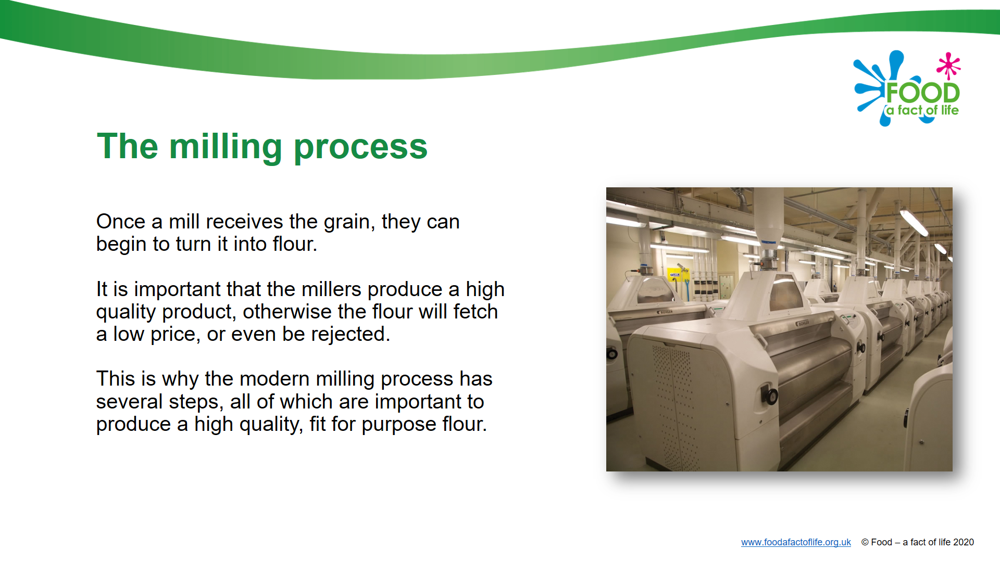 FOOD
a fact of life
The milling process
Once a mill receives the grain, they can
begin to turn it into flour.
It is important that the millers produce a high
quality product, otherwise the flour will fetch
a low price, or even be rejected.
This is why the modern milling process has
several steps, all of which are important to
produce a high quality, fit for purpose flour.
BUHLER
BUHLER
www.foodafactoflife.org.uk © Food – a fact of life 2020